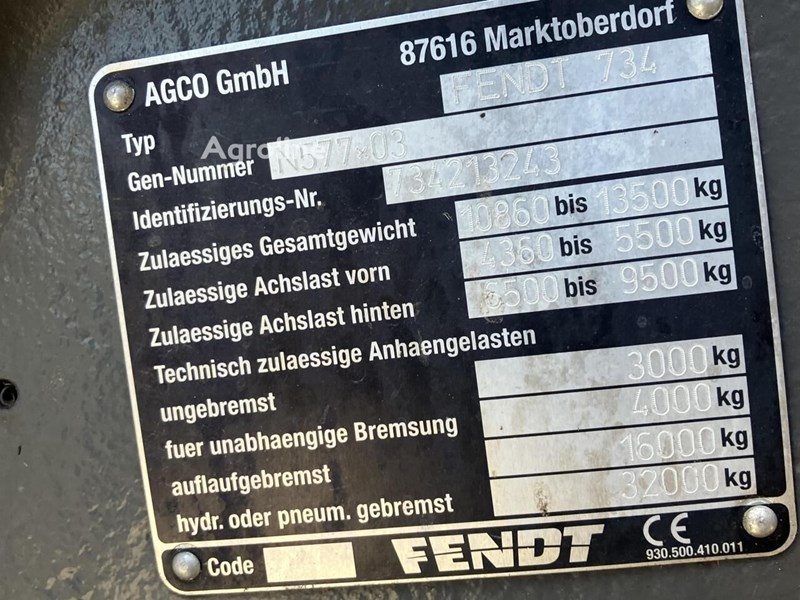 AGCO GmbH 87616 Marktoberdorf
Typ FENDT 734
Gen-Nummer N577*03
Identifizierungs-Nr. 734213243
Zulaessiges Gesamtgewicht 10860 bis 13500 kg
Zulaessige Achslast vorn 4360 bis 5500 kg
Zulaessige Achslast hinten 6500 bis 9500 kg
Technisch zulaessige Anhaengelasten
ungebremst 3000 kg
fuer unabhaengige Bremsung 4000 kg
auflaufgebremst 16000 kg
hydr. oder pneum. gebremst 32000 kg
Code FENDT CE
930.500.410.011
Agroline